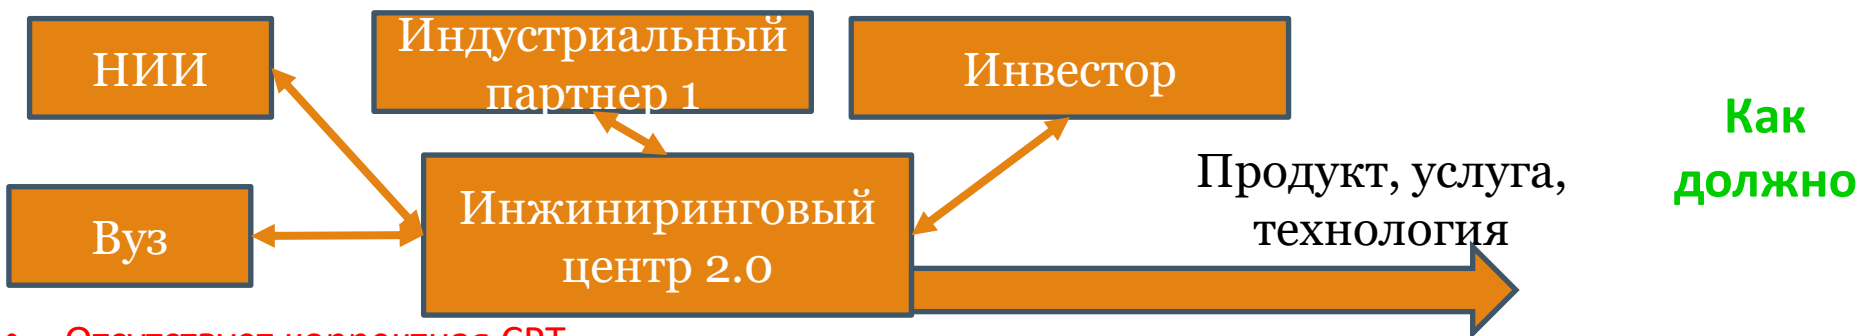 НИИ
Индустриальный
партнер 1
Инвестор
Как
должно
Продукт, услуга,
технология
Вуз
Инжиниринговый
центр 2.0